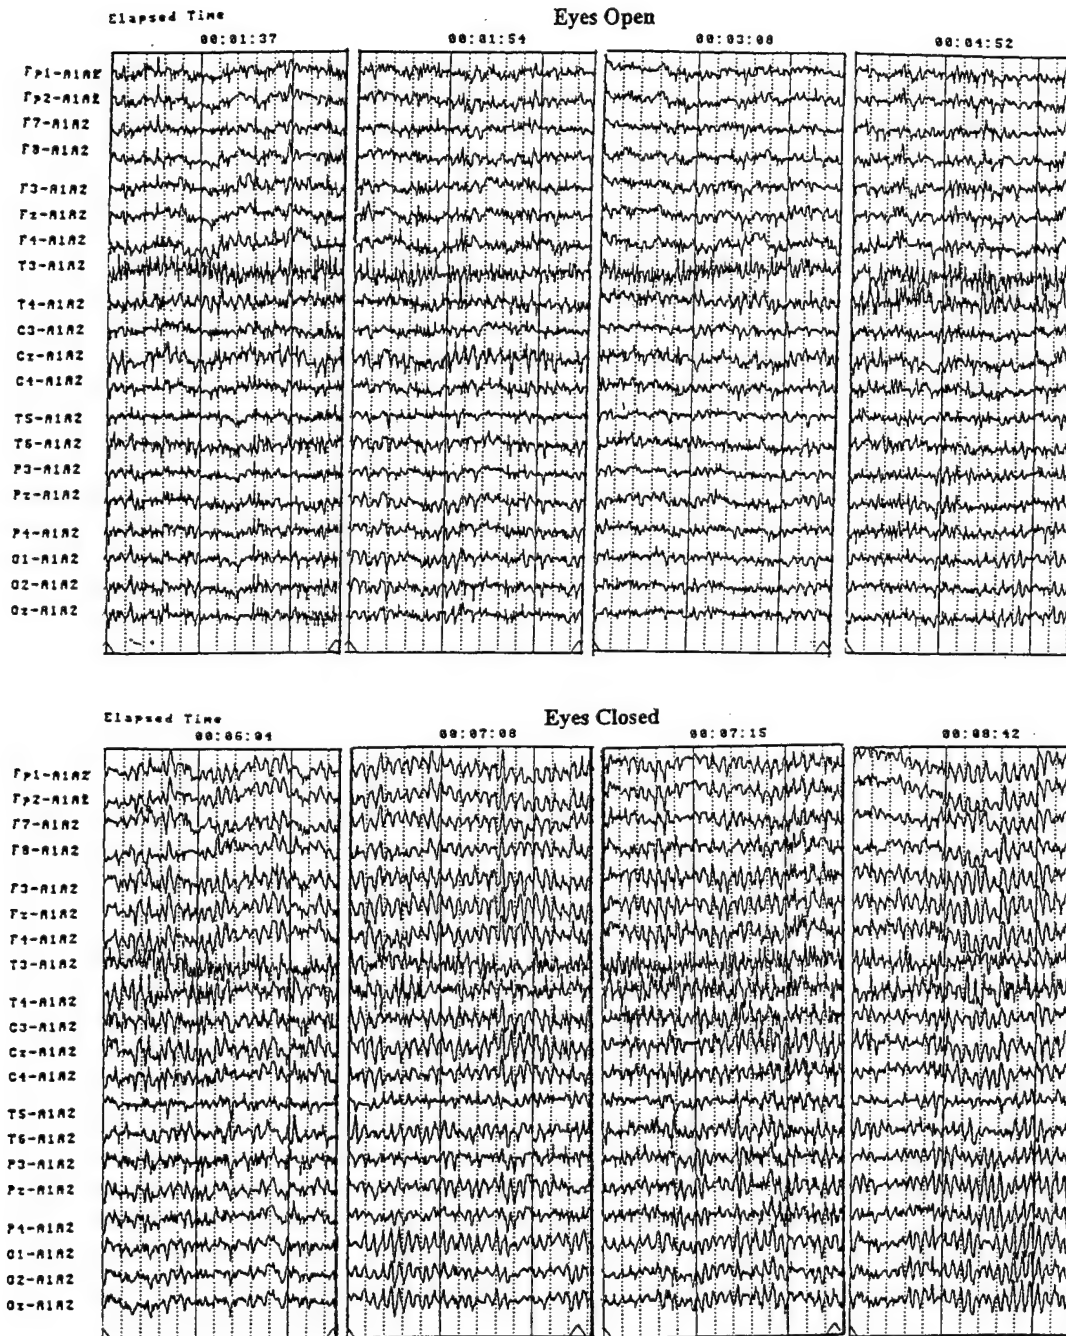 Elapsed Time
Eyes Open
00:01:37 00:01:54 00:03:08 00:04:52
Fp1-A1A2
Fp2-A1A2
F7-A1A2
F8-A1A2
F3-A1A2
Fz-A1A2
F4-A1A2
T3-A1A2
T4-A1A2
C3-A1A2
Cz-A1A2
C4-A1A2
T5-A1A2
T6-A1A2
P3-A1A2
Pz-A1A2
P4-A1A2
O1-A1A2
O2-A1A2
Oz-A1A2
Elapsed Time
Eyes Closed
00:06:04 00:07:08 00:07:15 00:08:42
Fp1-A1A2
Fp2-A1A2
F7-A1A2
F8-A1A2
F3-A1A2
Fz-A1A2
F4-A1A2
T3-A1A2
T4-A1A2
C3-A1A2
Cz-A1A2
C4-A1A2
T5-A1A2
T6-A1A2
P3-A1A2
Pz-A1A2
P4-A1A2
O1-A1A2
O2-A1A2
Oz-A1A2